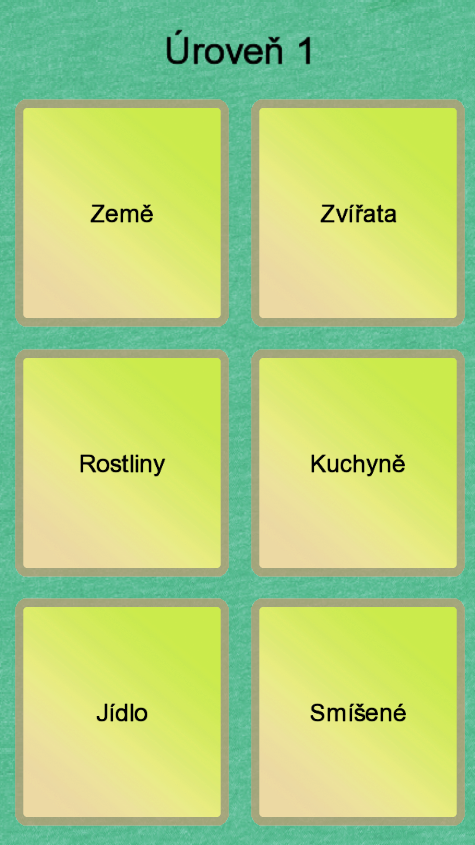 Úroveň 1
Země
Zvířata
Rostliny
Kuchyně
Jídlo
Smíšené